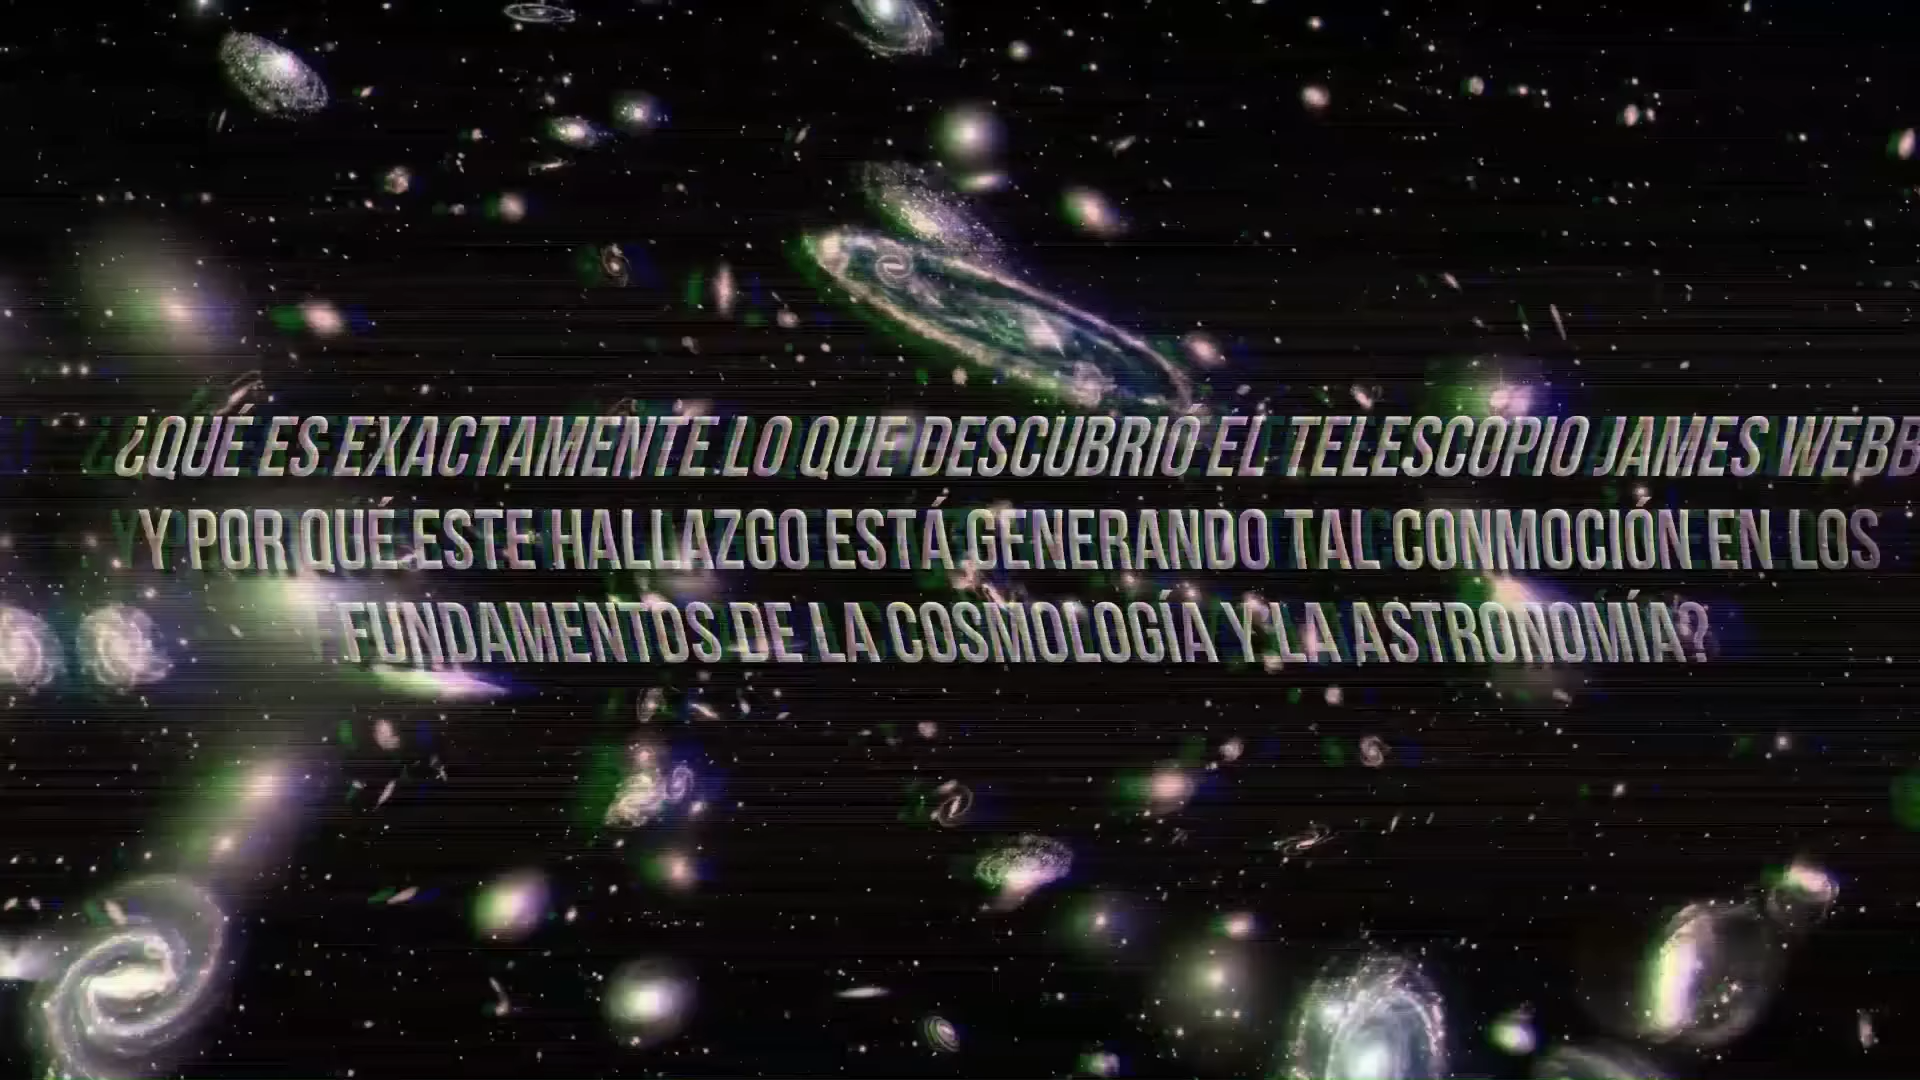 ¿QUÉ ES EXACTAMENTE LO QUE DESCUBRIÓ EL TELESCOPIO JAMES WEBB
Y POR QUÉ ESTE HALLAZGO ESTÁ GENERANDO TAL CONMOCIÓN EN LOS
FUNDAMENTOS DE LA COSMOLOGÍA Y LA ASTRONOMÍA?